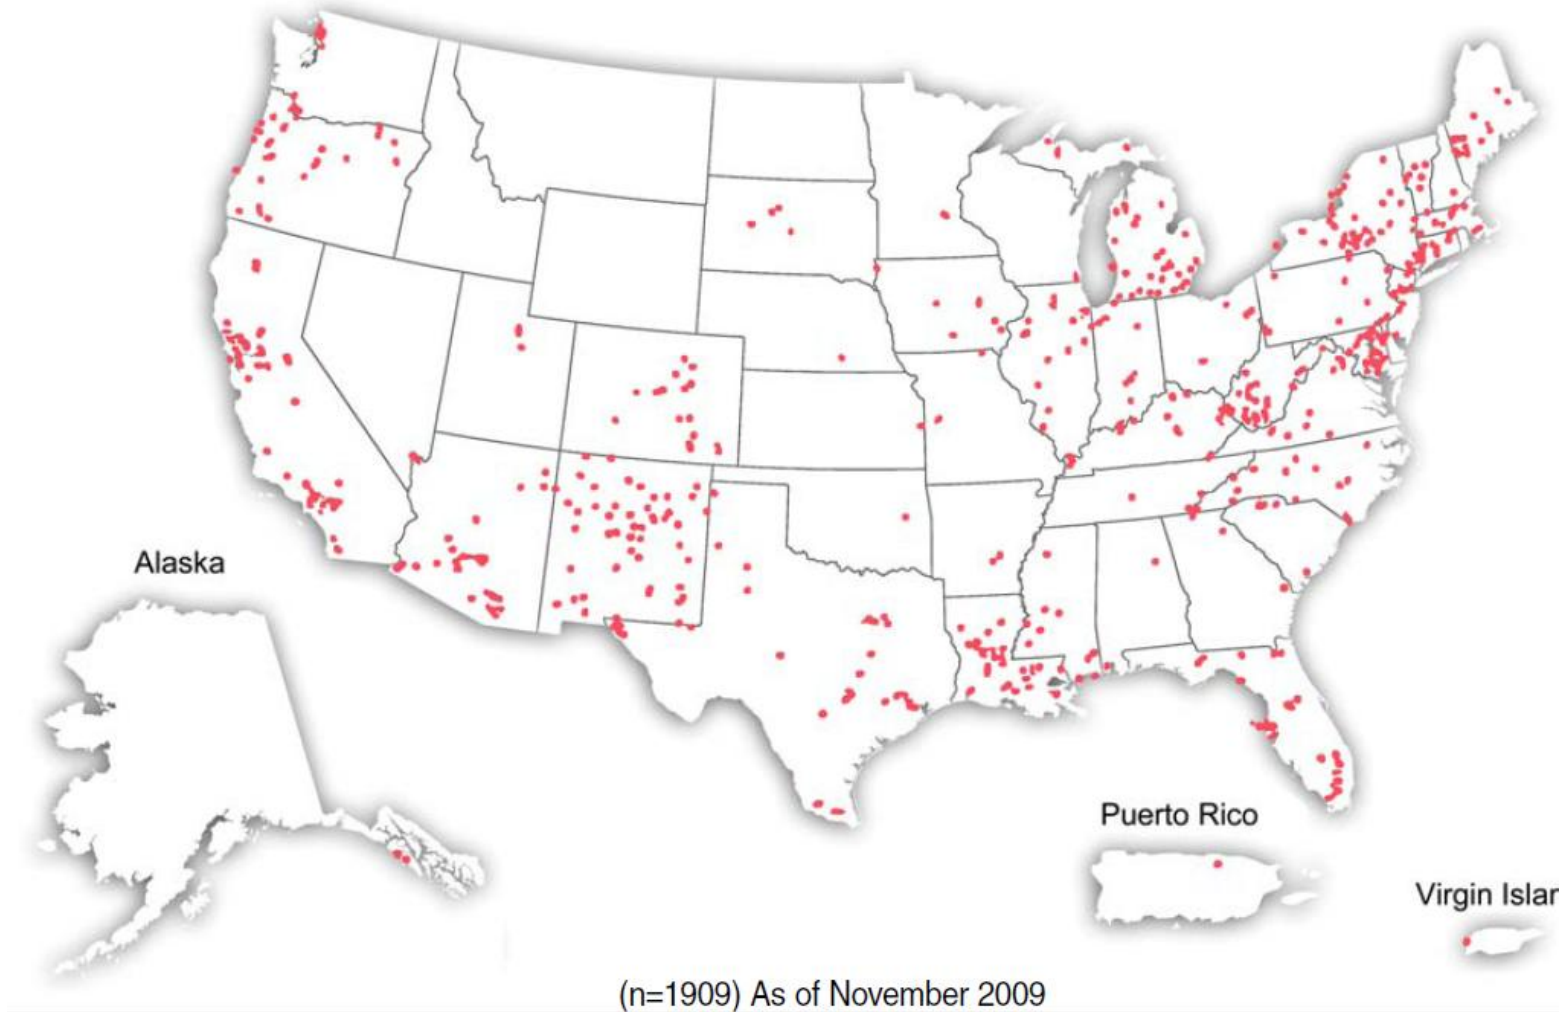 Alaska
Puerto Rico
Virgin Islar
(n=1909) As of November 2009